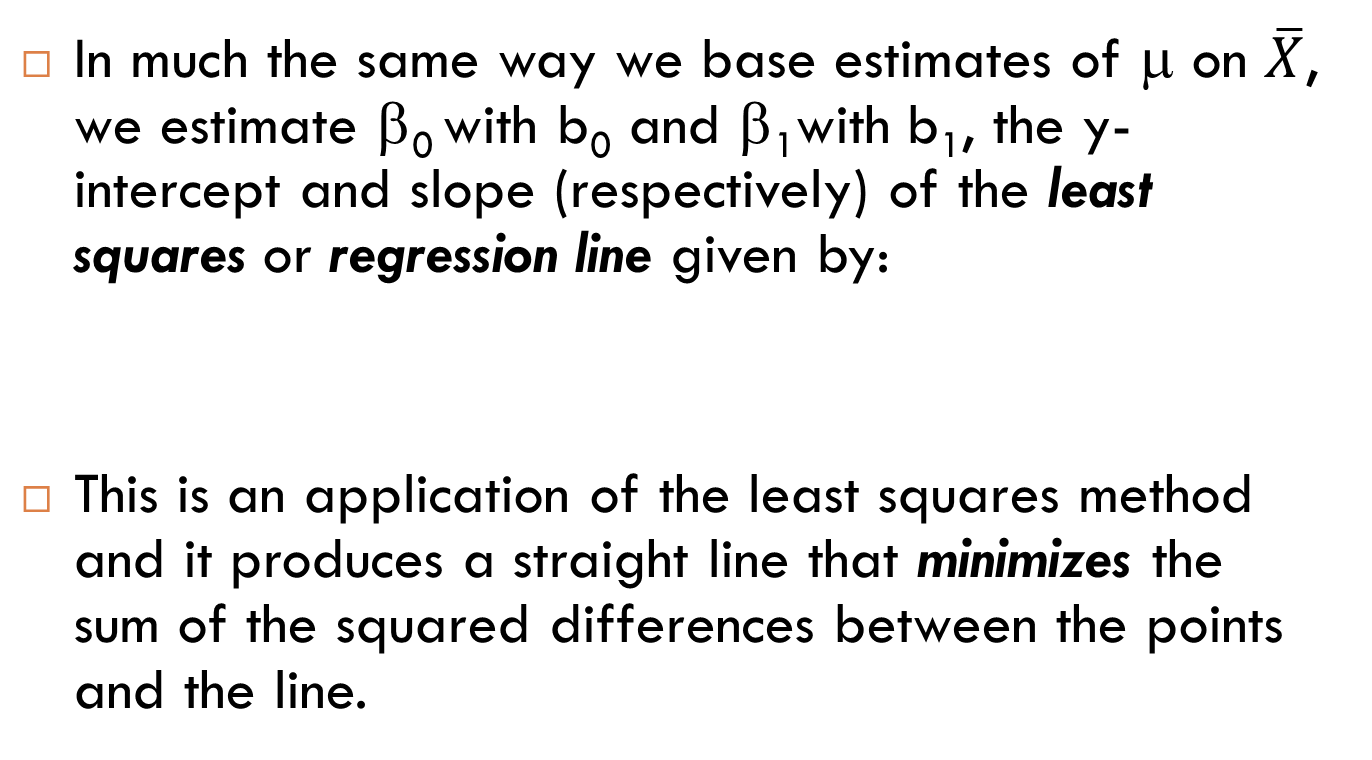 In much the same way we base estimates of μ on X̄,
we estimate β₀ with b₀ and β₁with b₁, the y-
intercept and slope (respectively) of the least
squares or regression line given by:
This is an application of the least squares method
and it produces a straight line that minimizes the
sum of the squared differences between the points
and the line.